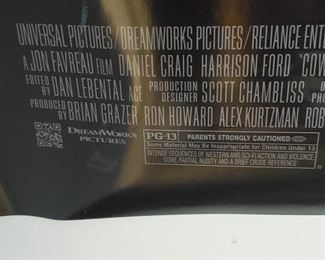 UNIVERSAL PICTURES/DREAMWORKS PICTURES/RELIANCE ENT
A JON FAVREAU FILM DANIEL CRAIG HARRISON FORD "COW
EDITED BY DAN LEBENTAL ACE PRODUCTION DESIGNER SCOTT CHAMBLISS
PRODUCED BY BRIAN GRAZER RON HOWARD ALEX KURTZMAN ROB
DREAMWORKS
PICTURES
PG-13 PARENTS STRONGLY CAUTIONED
Some Material May Be Inappropriate for Children Under 13
INTENSE SEQUENCES OF WESTERN AND SCI-FI ACTION AND VIOLENCE,
SOME PARTIAL NUDITY AND A BRIEF CRUDE REFERENCE